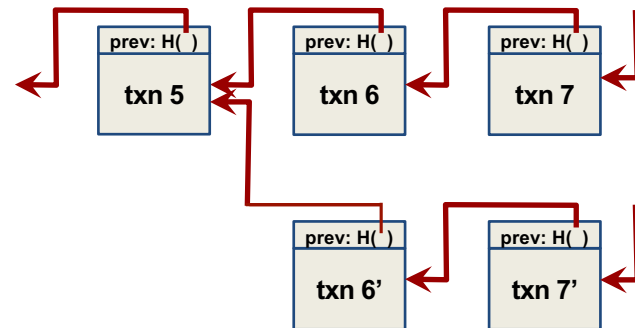 prev: H( )
txn 5
prev: H( )
txn 6
prev: H( )
txn 7
prev: H( )
txn 6’
prev: H( )
txn 7’